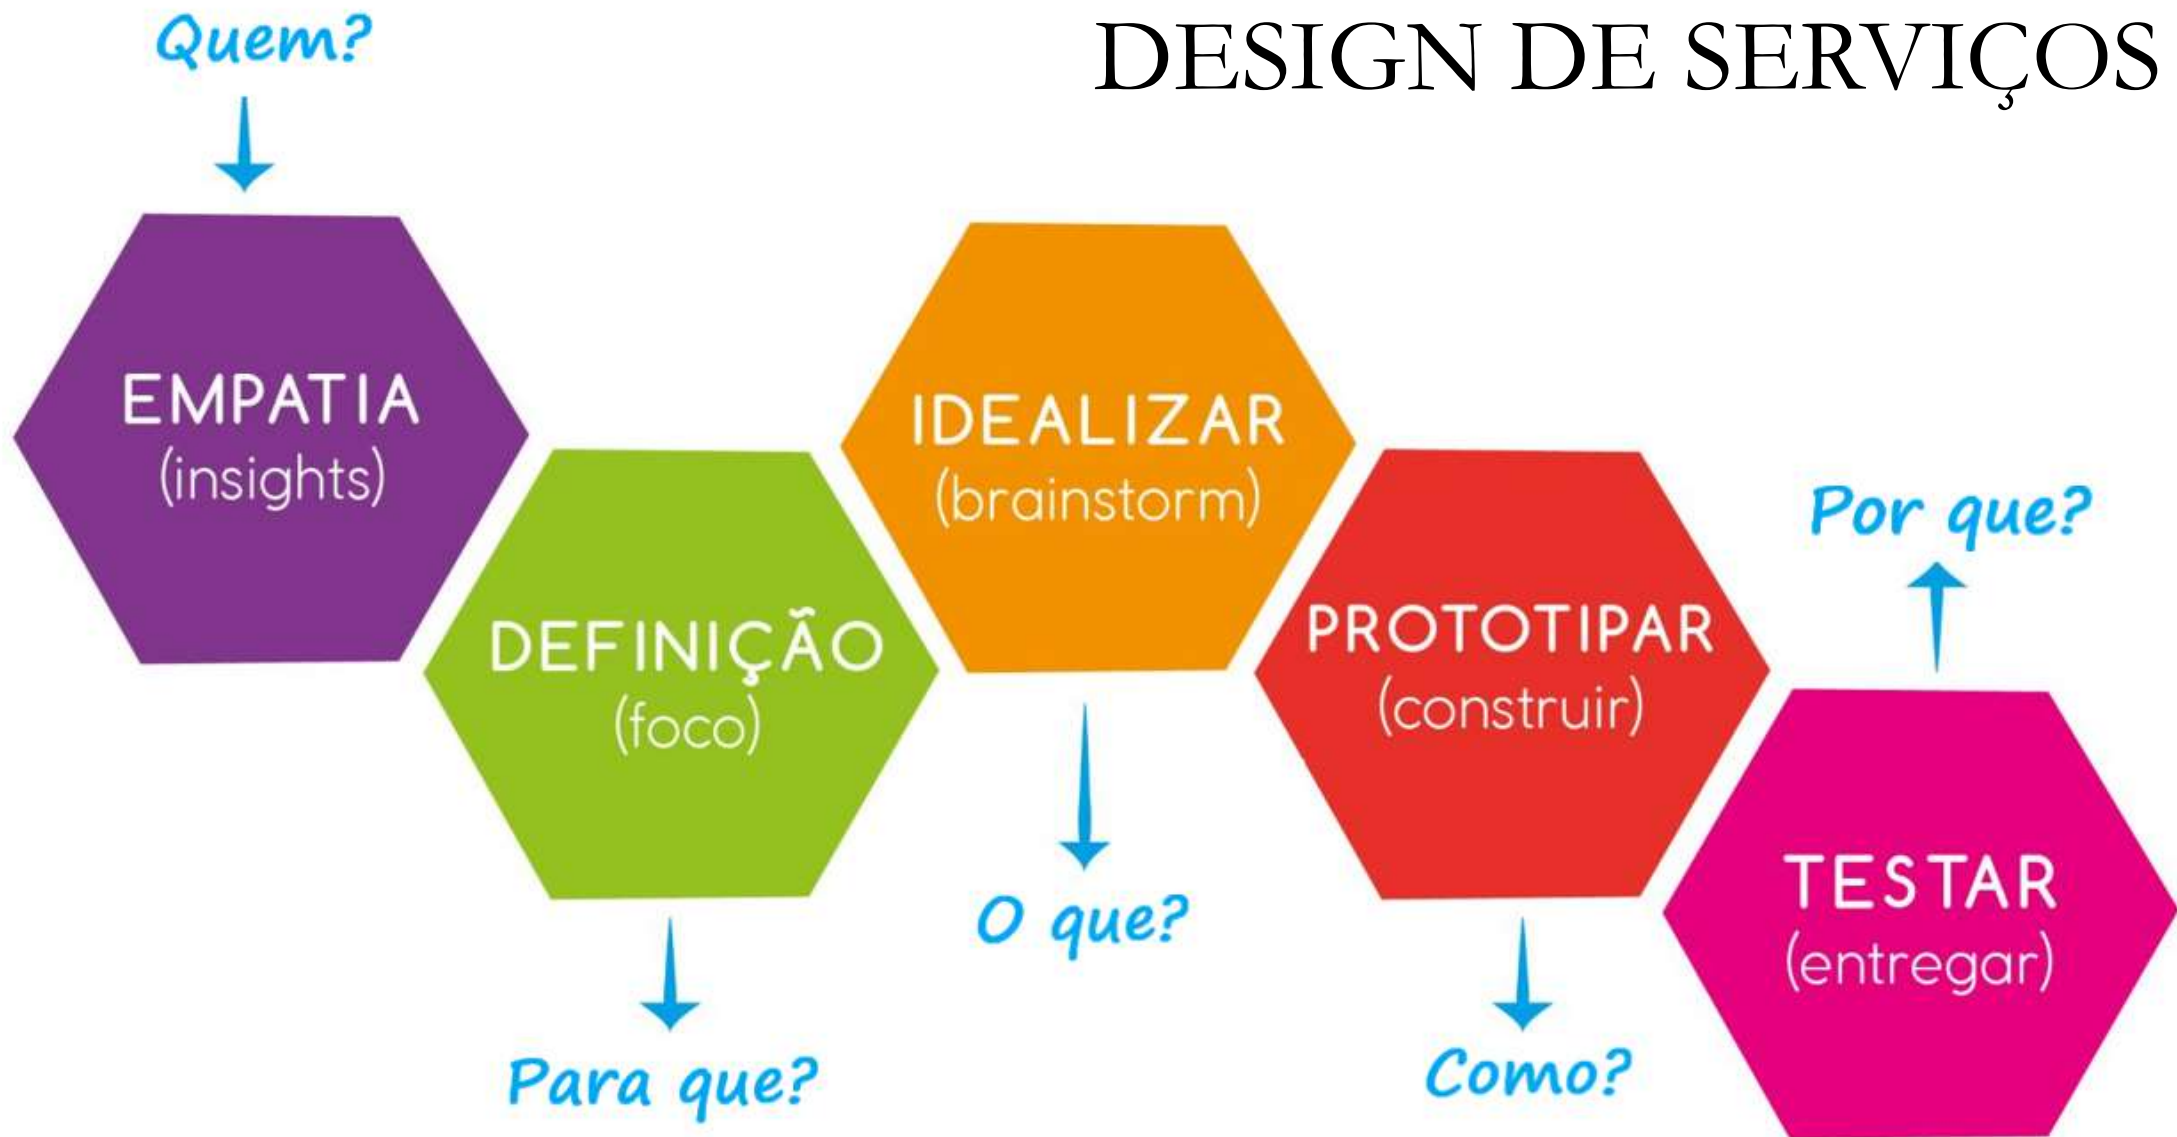 DESIGN DE SERVIÇOS
Quem?
EMPATIA
(insights)
DEFINIÇÃO
(foco)
Para que?
IDEALIZAR
(brainstorm)
O que?
PROTOTIPAR
(construir)
Como?
Por que?
TESTAR
(entregar)